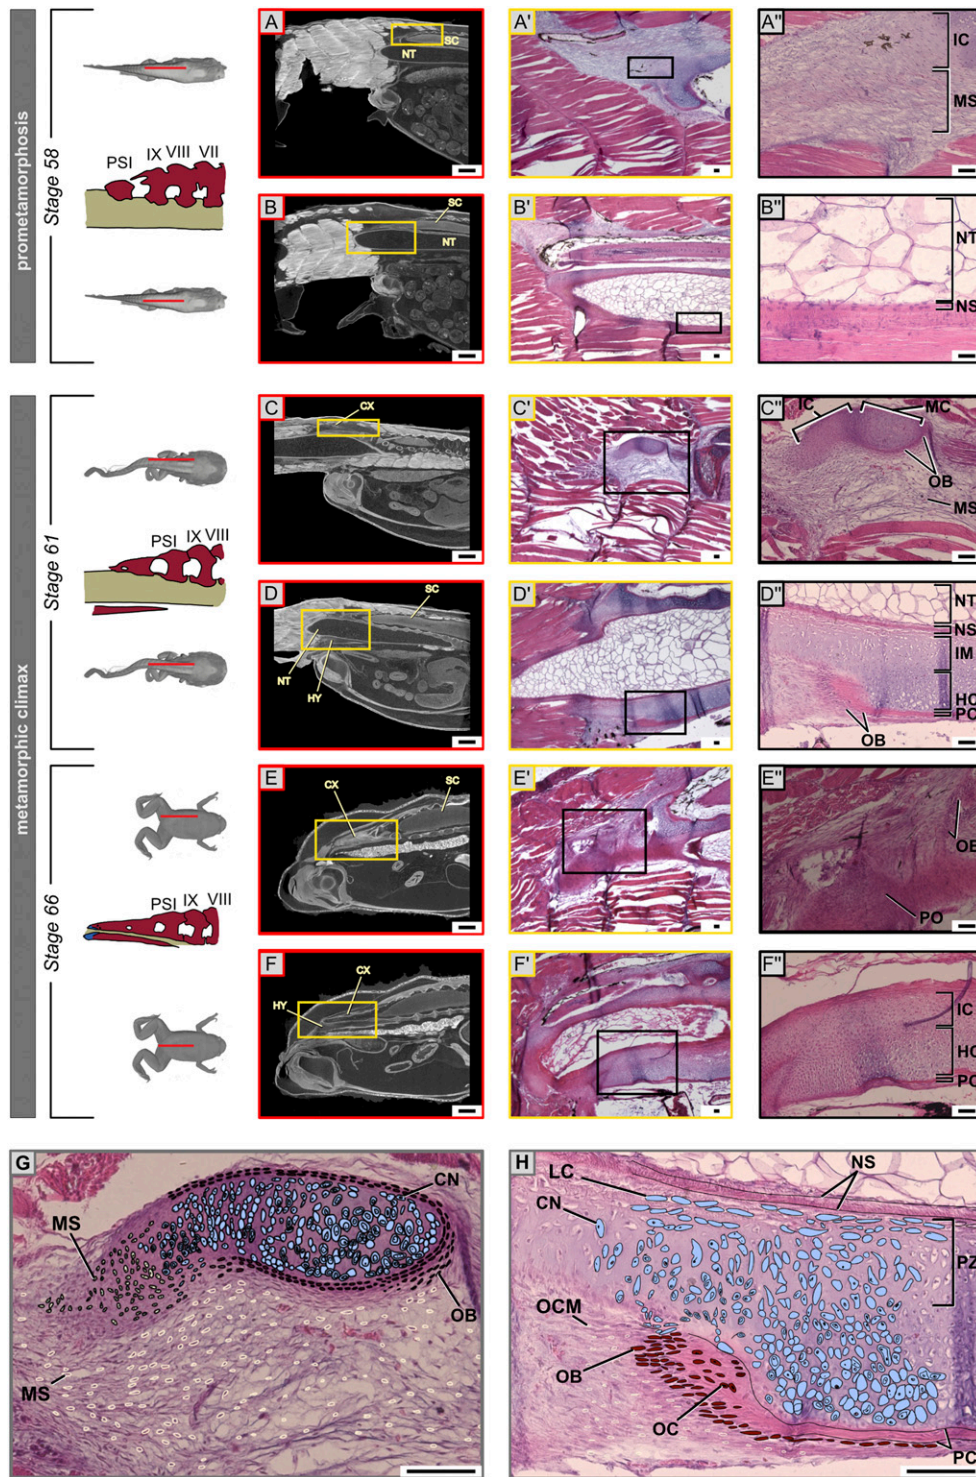 prometamorphosis
Stage 58
PSI IX VIII VII
A
SC
NT
A'
A"
IC
MS
B
SC
NT
B'
B"
NT
NS
metamorphic climax
Stage 61
PSI IX VIII
C
CX
C'
C"
IC
MC
OB
MS
D
SC
NT
HY
D'
D"
NT
NS
IM
HC
PO
OB
Stage 66
PSI IX VIII
E
CX
SC
E'
E"
OB
PO
F
CX
HY
F'
F"
IC
HC
PO
G
CN
MS
OB
MS
H
LC
NS
CN
PZ
OCM
OB
OC
PO